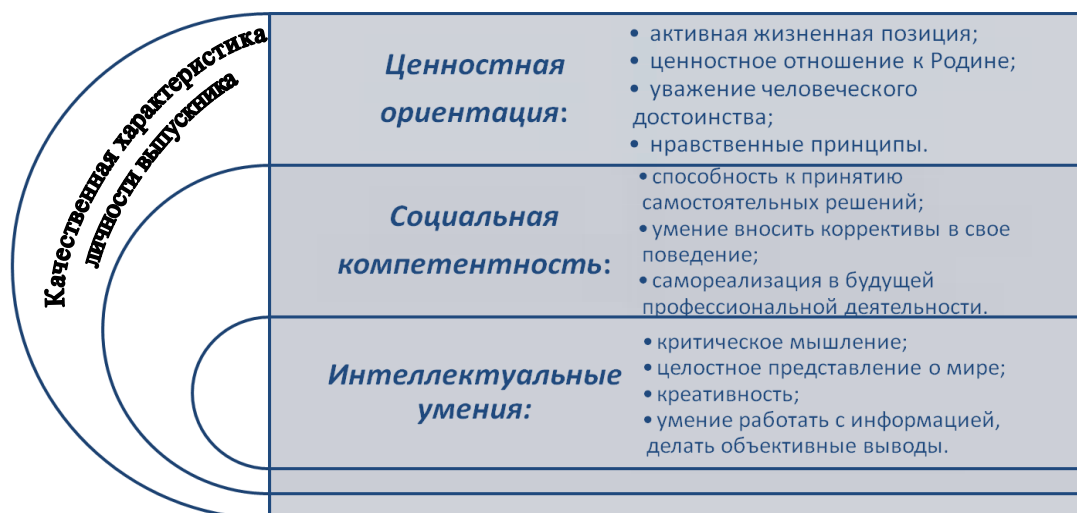 Качественная характеристика
личности выпускника
Ценностная
ориентация:
• активная жизненная позиция;
• ценностное отношение к Родине;
• уважение человеческого
достоинства;
• нравственные принципы.
Социальная
компетентность:
• способность к принятию
самостоятельных решений;
• умение вносить коррективы в свое
поведение;
• самореализация в будущей
профессиональной деятельности.
Интеллектуальные
умения:
• критическое мышление;
• целостное представление о мире;
• креативность;
• умение работать с информацией,
делать объективные выводы.